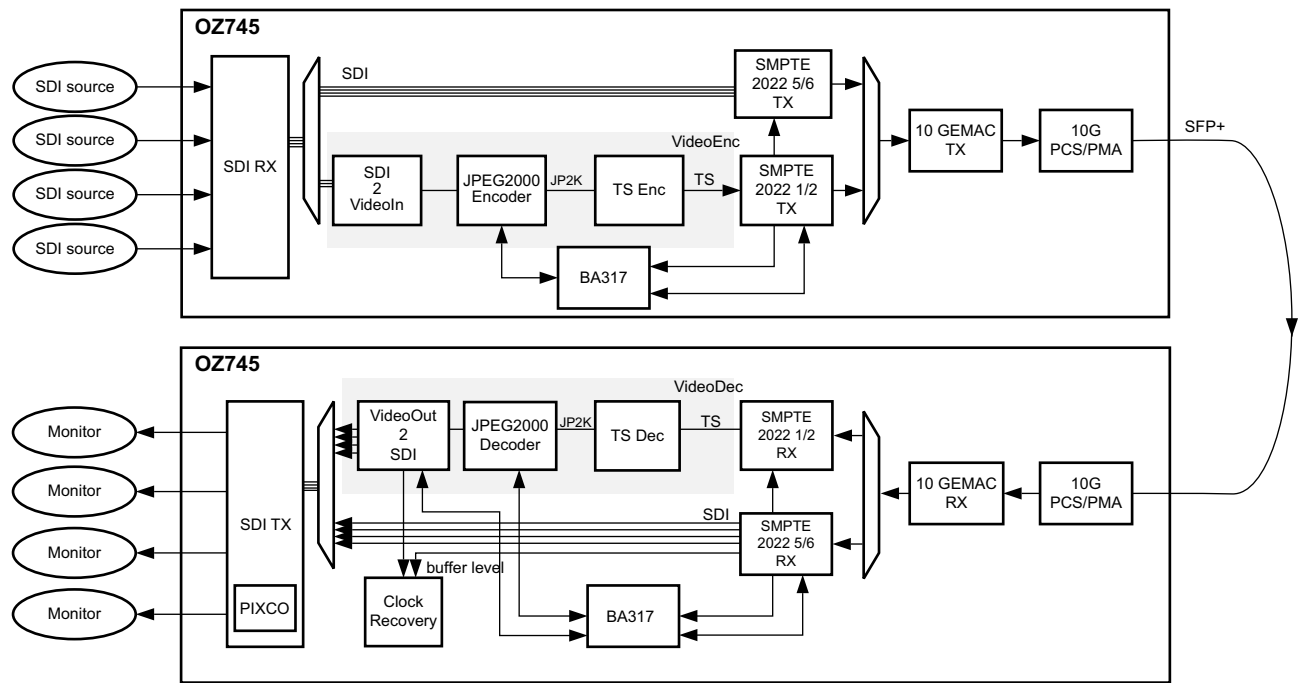 OZ745
SDI source
SDI source
SDI source
SDI source
SDI RX
SDI
SMPTE
2022 5/6
TX
VideoEnc
SDI
2
VideoIn
JPEG2000
Encoder
JP2K
TS Enc
TS
SMPTE
2022 1/2
TX
BA317
10 GEMAC
TX
10G
PCS/PMA
SFP+
OZ745
Monitor
Monitor
Monitor
Monitor
SDI TX
PIXCO
VideoDec
VideoOut
2
SDI
JPEG2000
Decoder
JP2K
TS Dec
TS
SMPTE
2022 1/2
RX
SDI
SMPTE
2022 5/6
RX
buffer level
Clock
Recovery
BA317
10 GEMAC
RX
10G
PCS/PMA